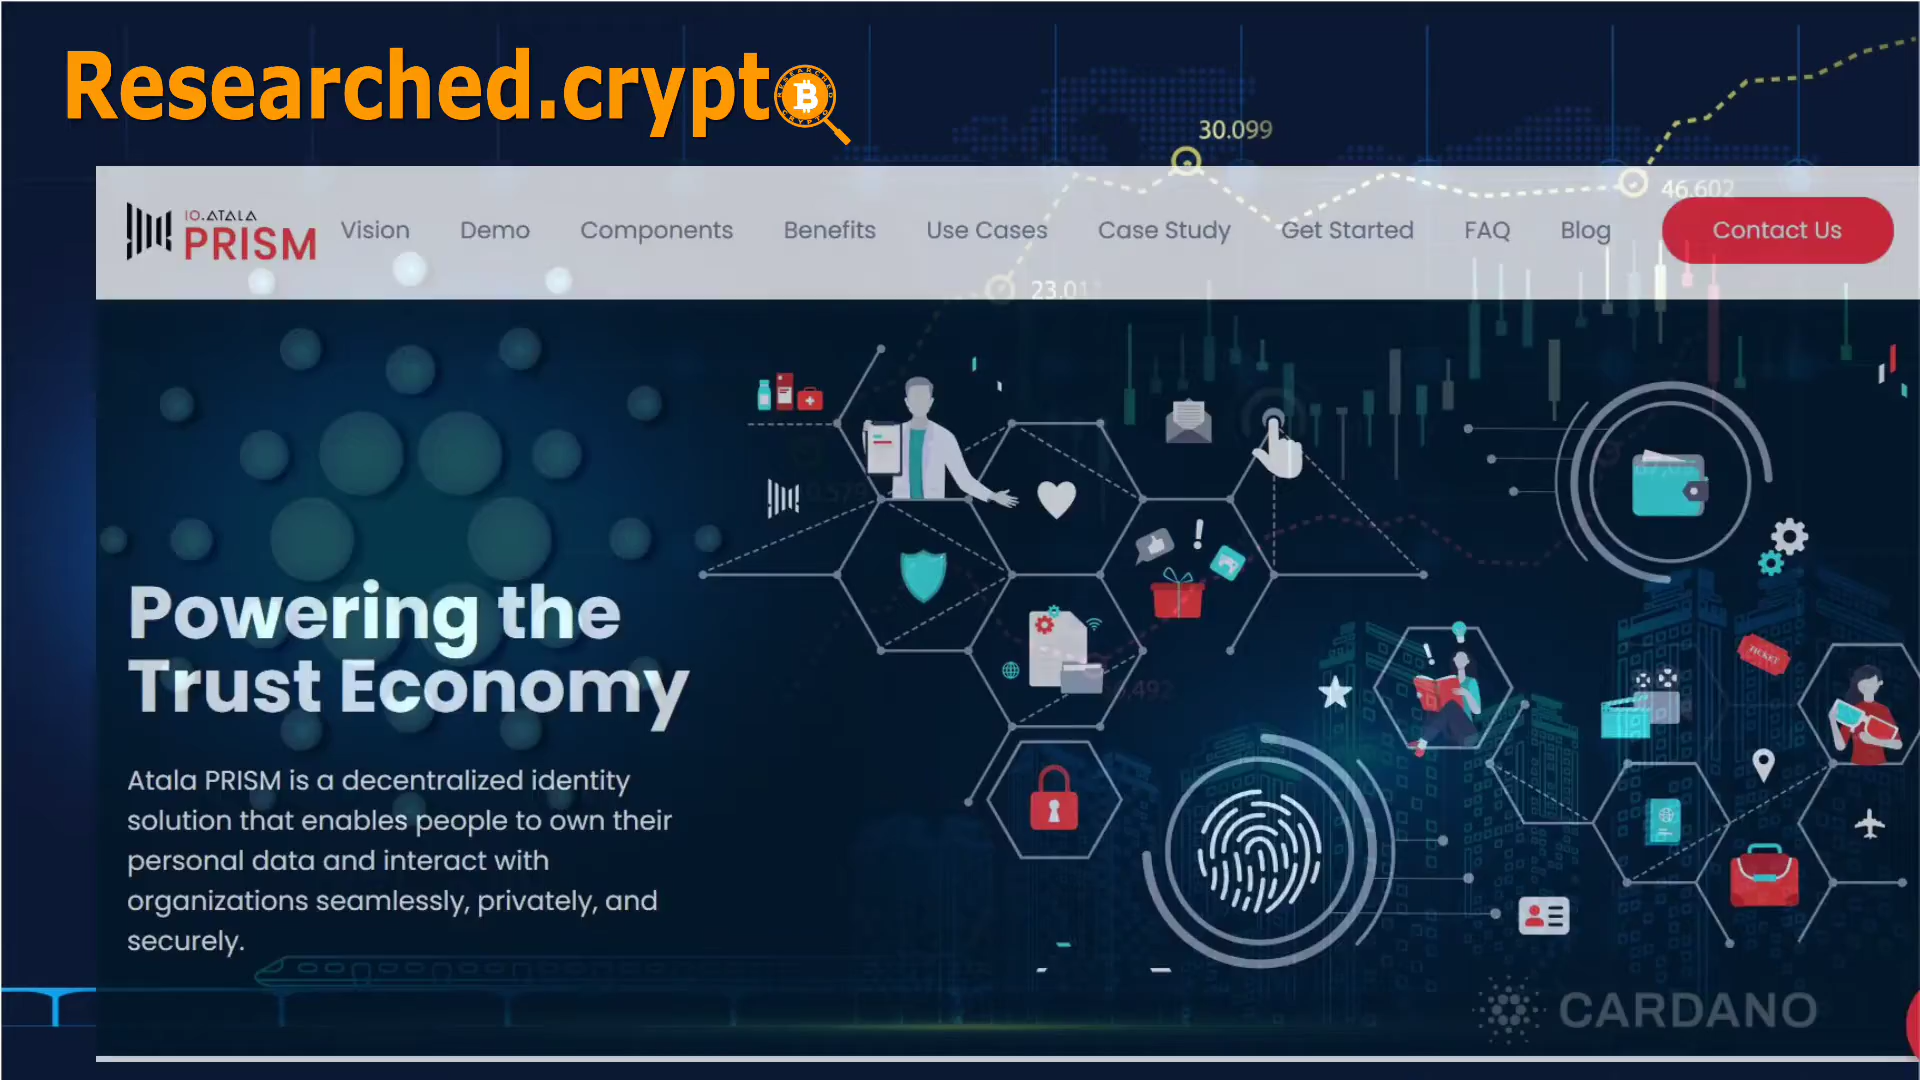 Researched.crypto
30.099
46.602
IO.ATALA
PRISM
Vision
Demo
Components
Benefits
Use Cases
Case Study
Get Started
FAQ
Blog
Contact Us
23.01
Powering the
Trust Economy
Atala PRISM is a decentralized identity
solution that enables people to own their
personal data and interact with
organizations seamlessly, privately, and
securely.
TICKET
CARDANO